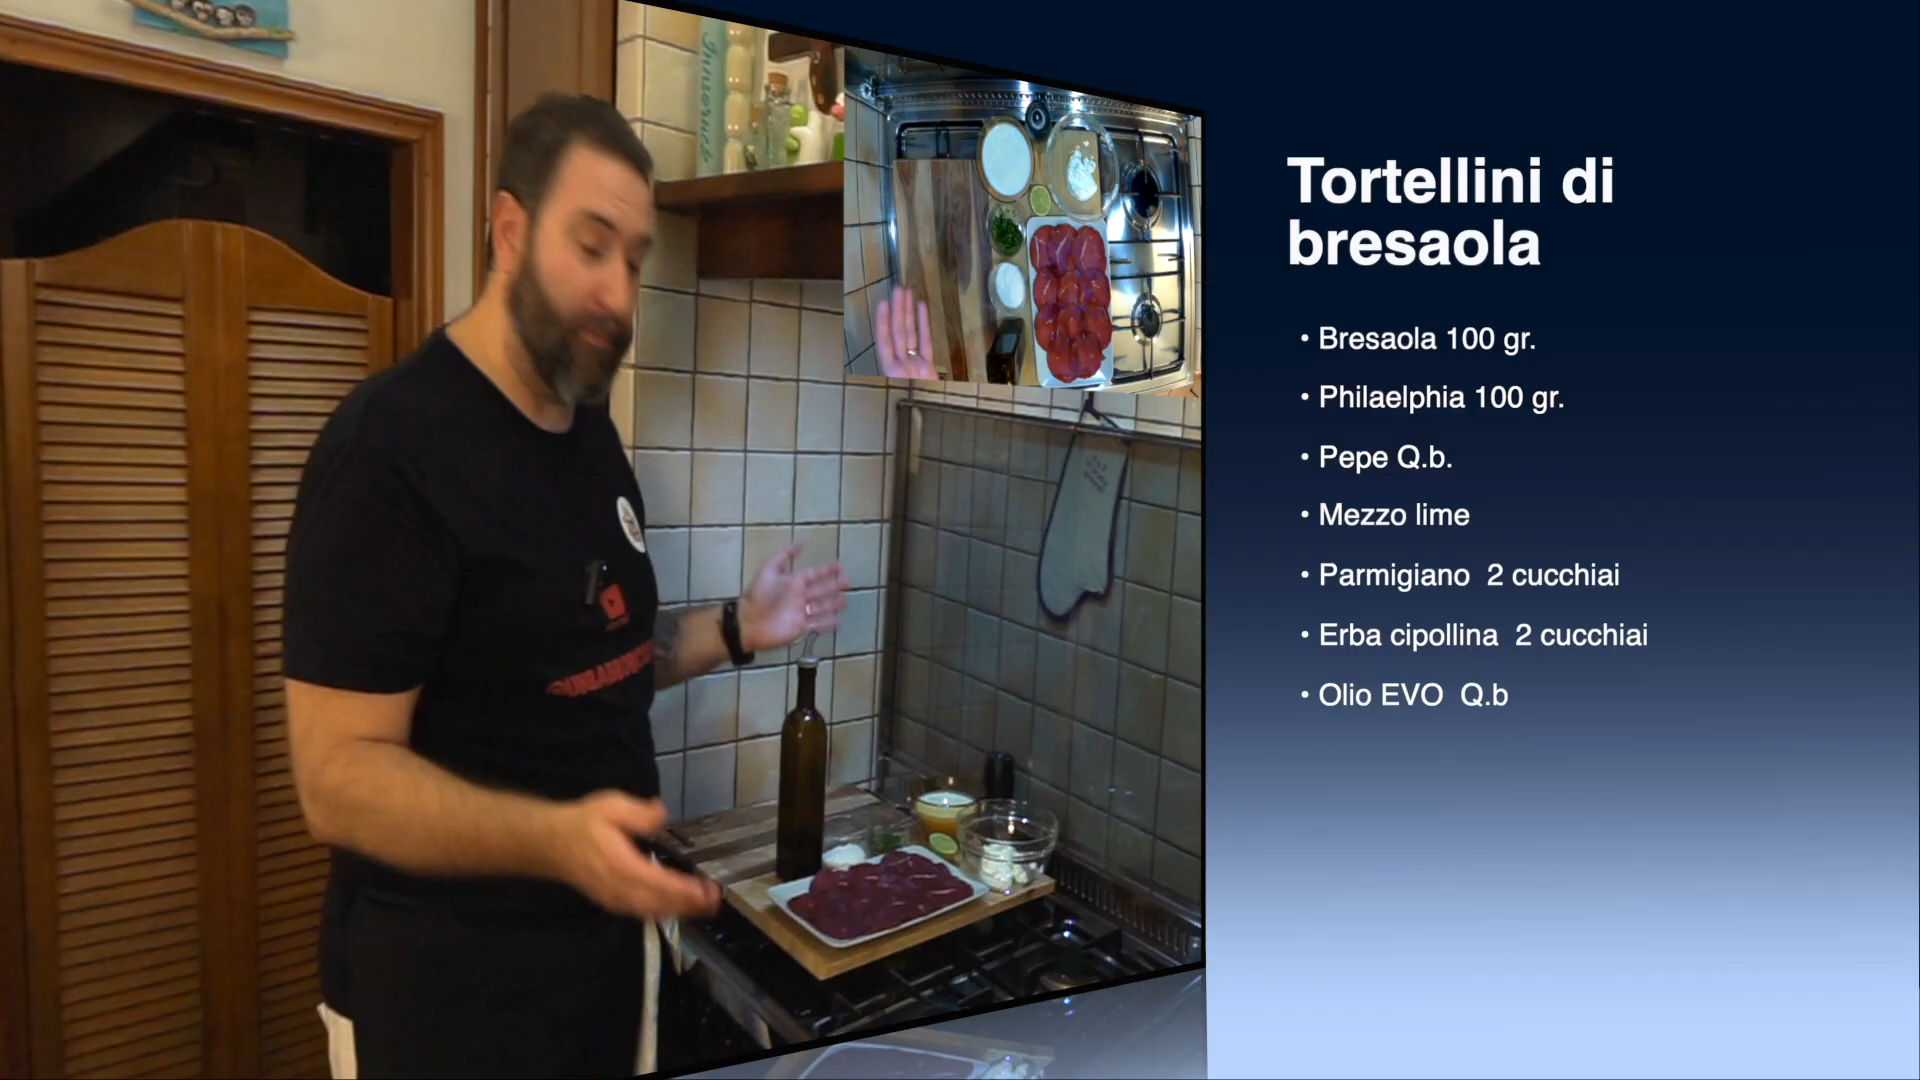 Tortellini di
bresaola
• Bresaola 100 gr.
• Philaelphia 100 gr.
• Pepe Q.b.
• Mezzo lime
• Parmigiano  2 cucchiai
• Erba cipollina  2 cucchiai
• Olio EVO  Q.b